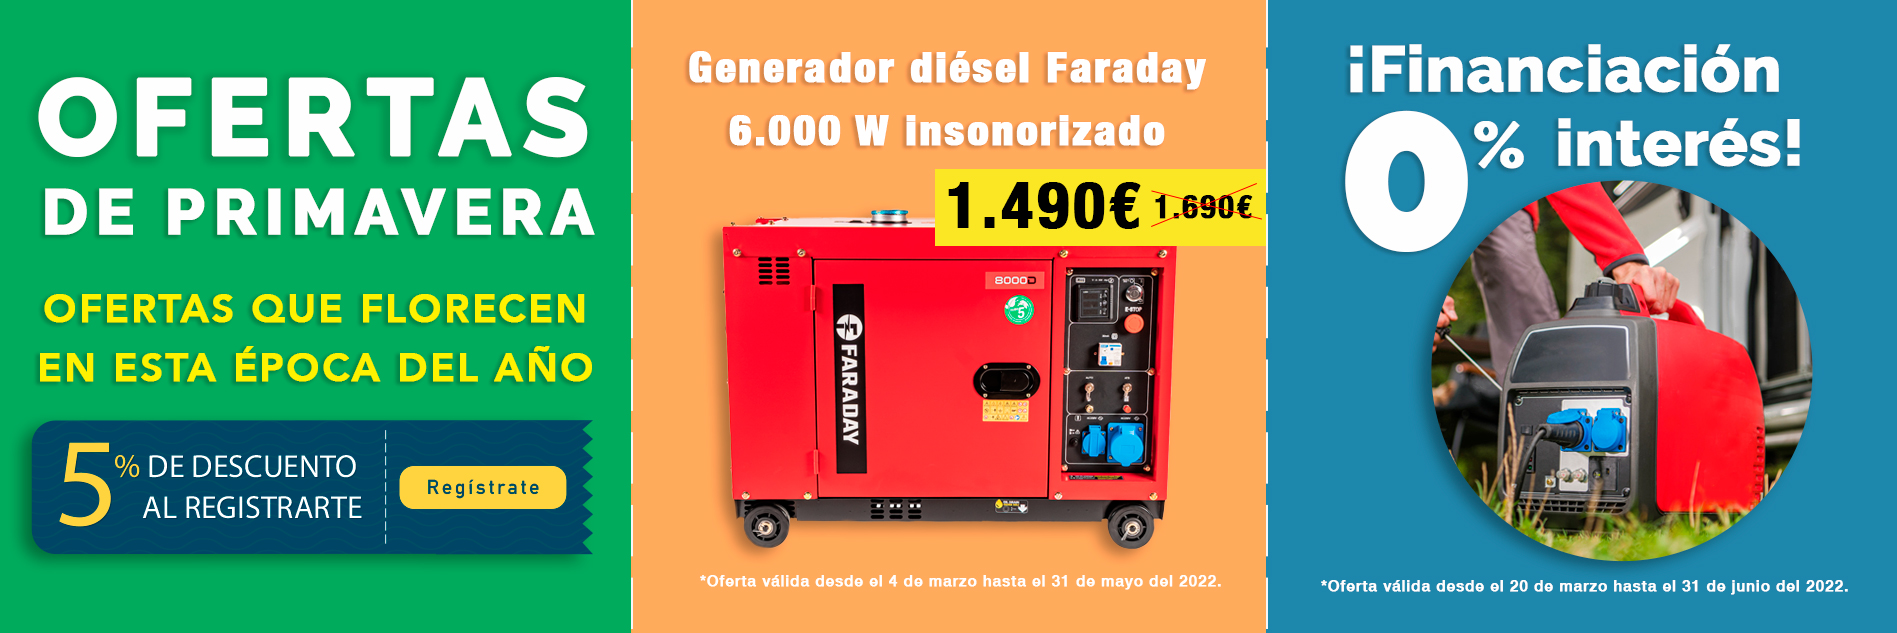 OFERTAS
DE PRIMAVERA
OFERTAS QUE FLORECEN
EN ESTA ÉPOCA DEL AÑO
5% DE DESCUENTO
AL REGISTRARTE
Regístrate
Generador diésel Faraday
6.000 W insonorizado
1.490€ 1.690€
8000D
5
E-STOP
FARADAY
*Oferta válida desde el 4 de marzo hasta el 31 de mayo del 2022.
¡Financiación
0% interés!
*Oferta válida desde el 20 de marzo hasta el 31 de junio del 2022.